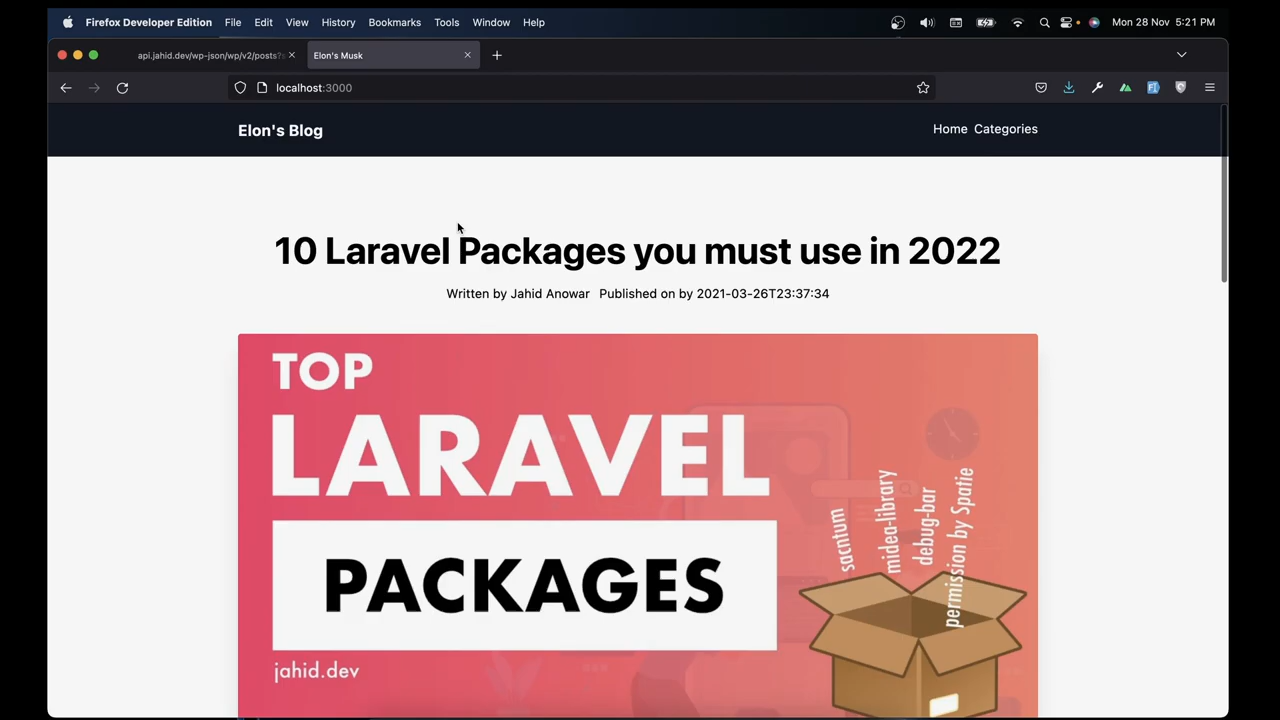 Firefox Developer Edition File Edit View History Bookmarks Tools Window Help Mon 28 Nov 5:21 PM
api.jahid.dev/wp-json/wp/v2/posts?s Elon's Musk
localhost:3000
Elon's Blog Home Categories
10 Laravel Packages you must use in 2022
Written by Jahid Anowar Published on by 2021-03-26T23:37:34
TOP
LARAVEL
PACKAGES
jahid.dev
sacntum
midea-library
debug-bar
permission by Spatie